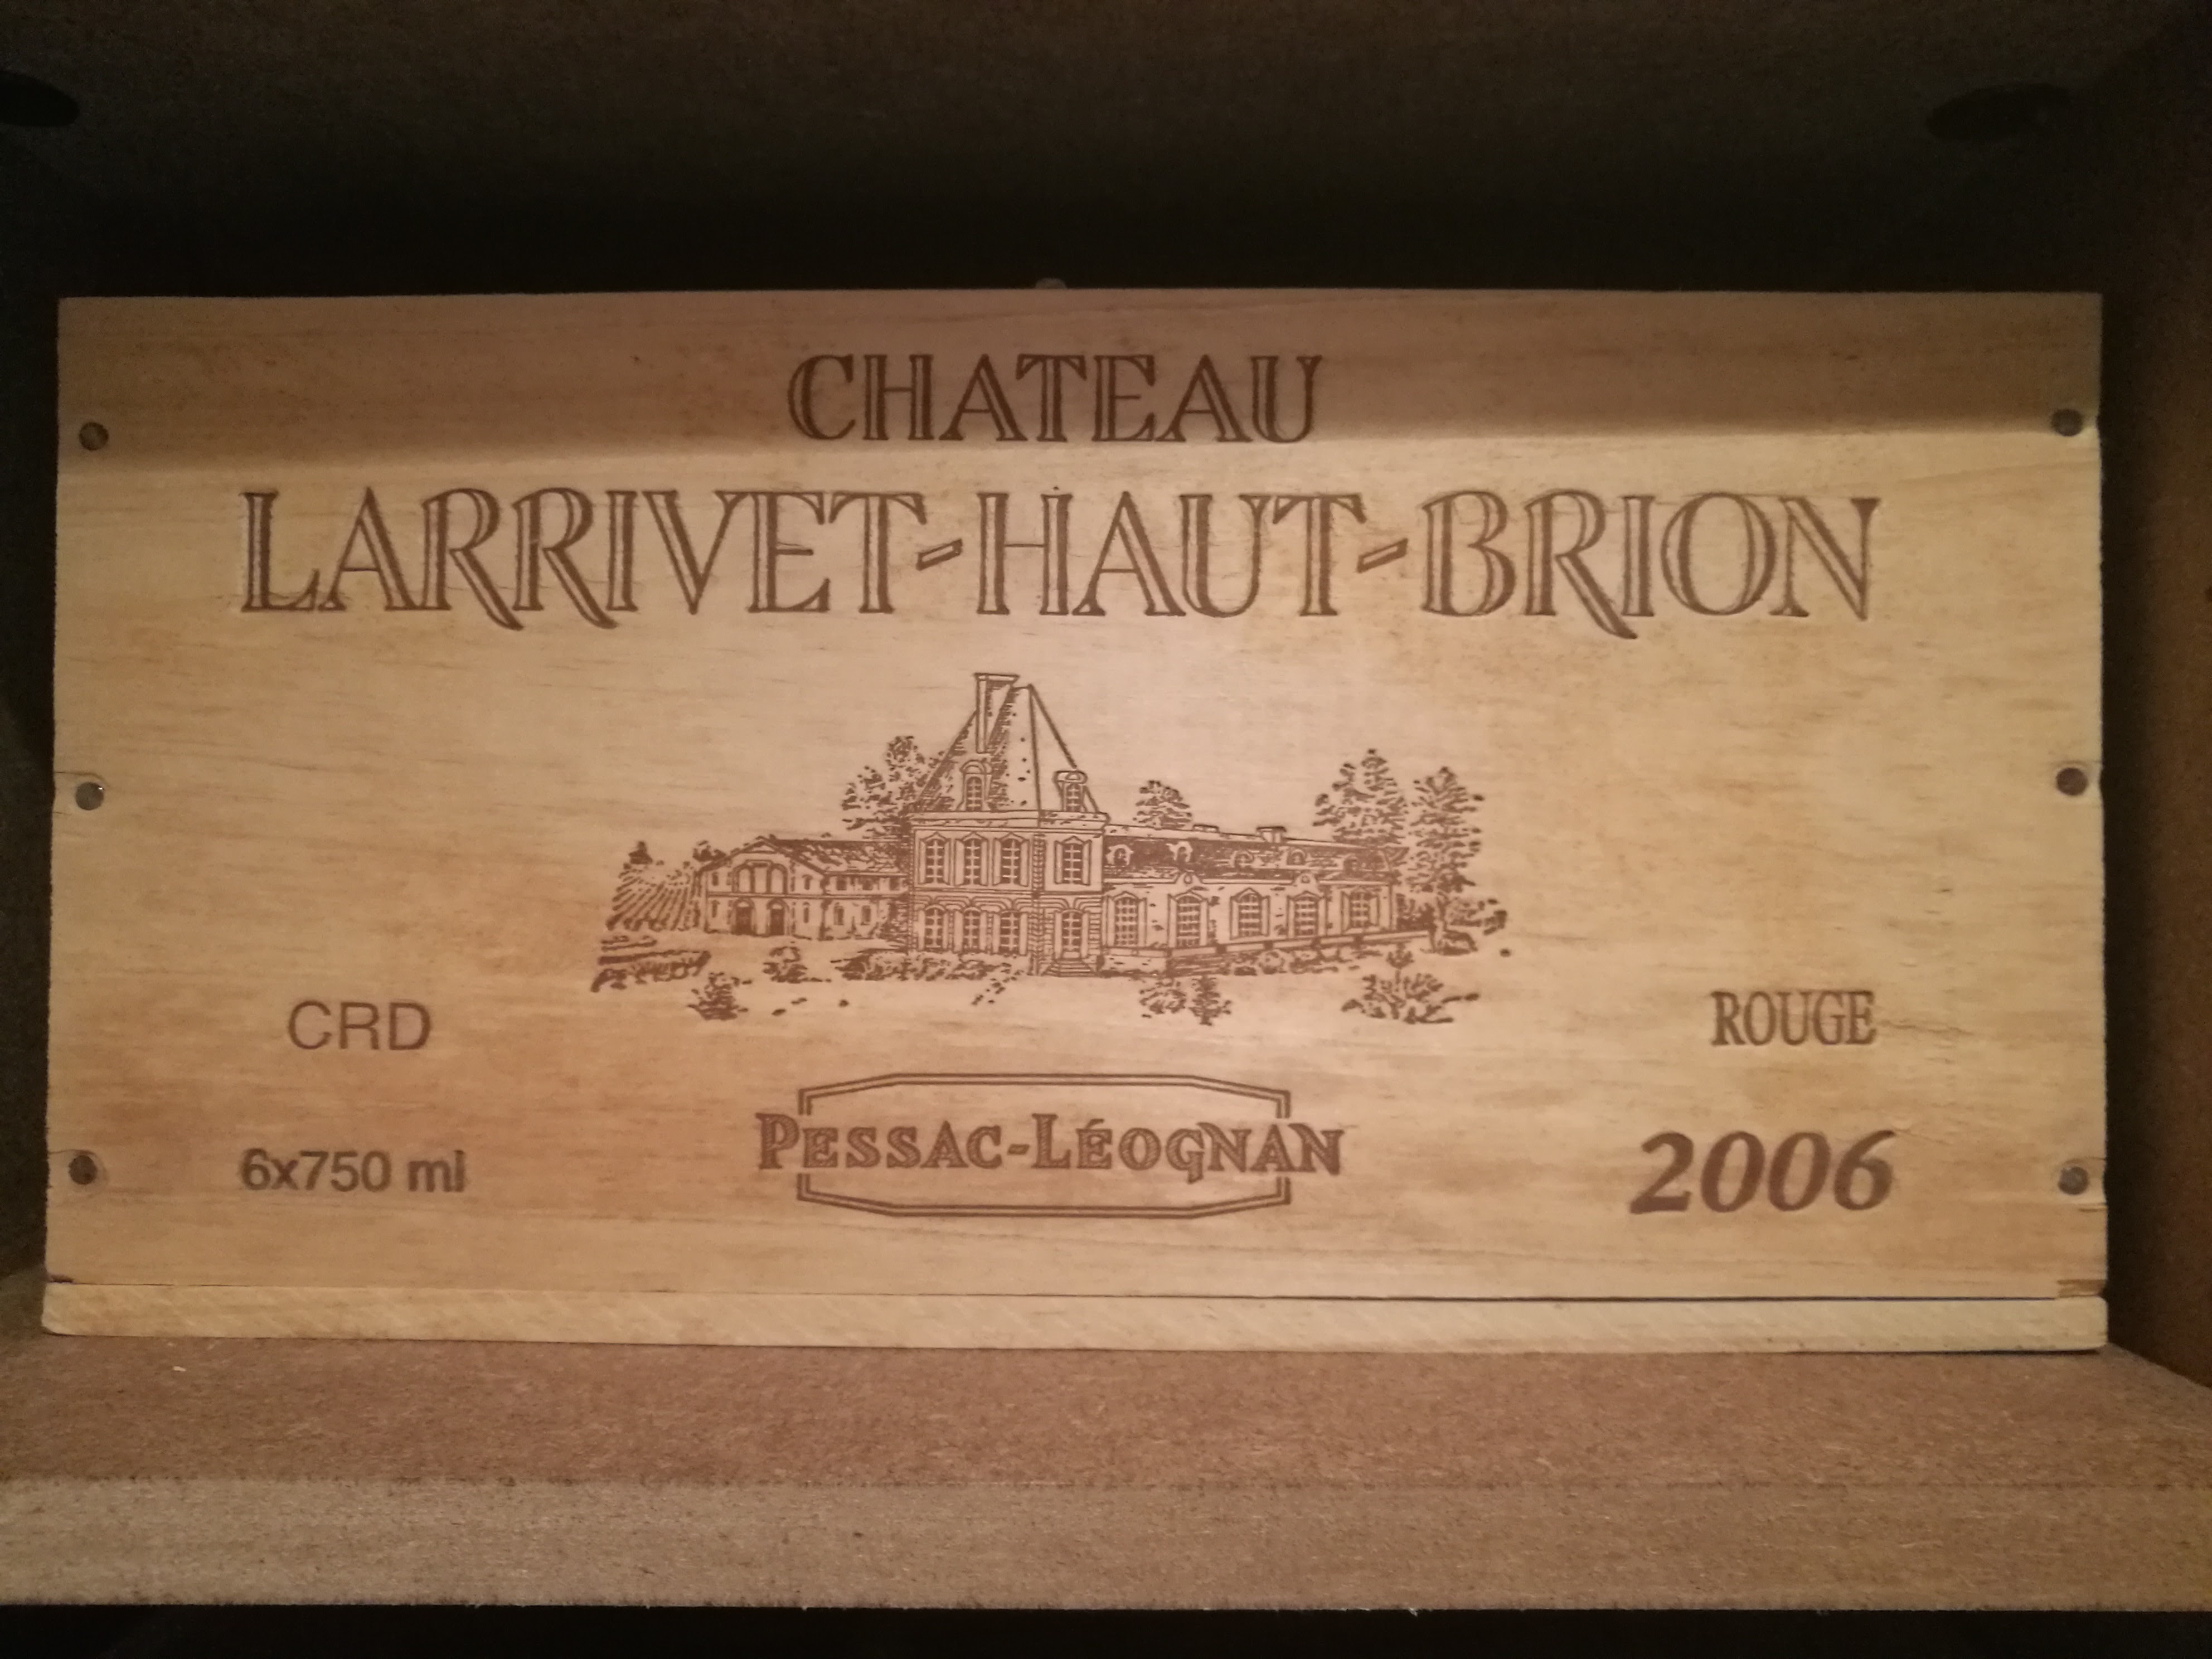 CHATEAU
LARRIVET-HAUT-BRION
CRD
ROUGE
6x750 ml
PESSAC-LÉOGNAN
2006